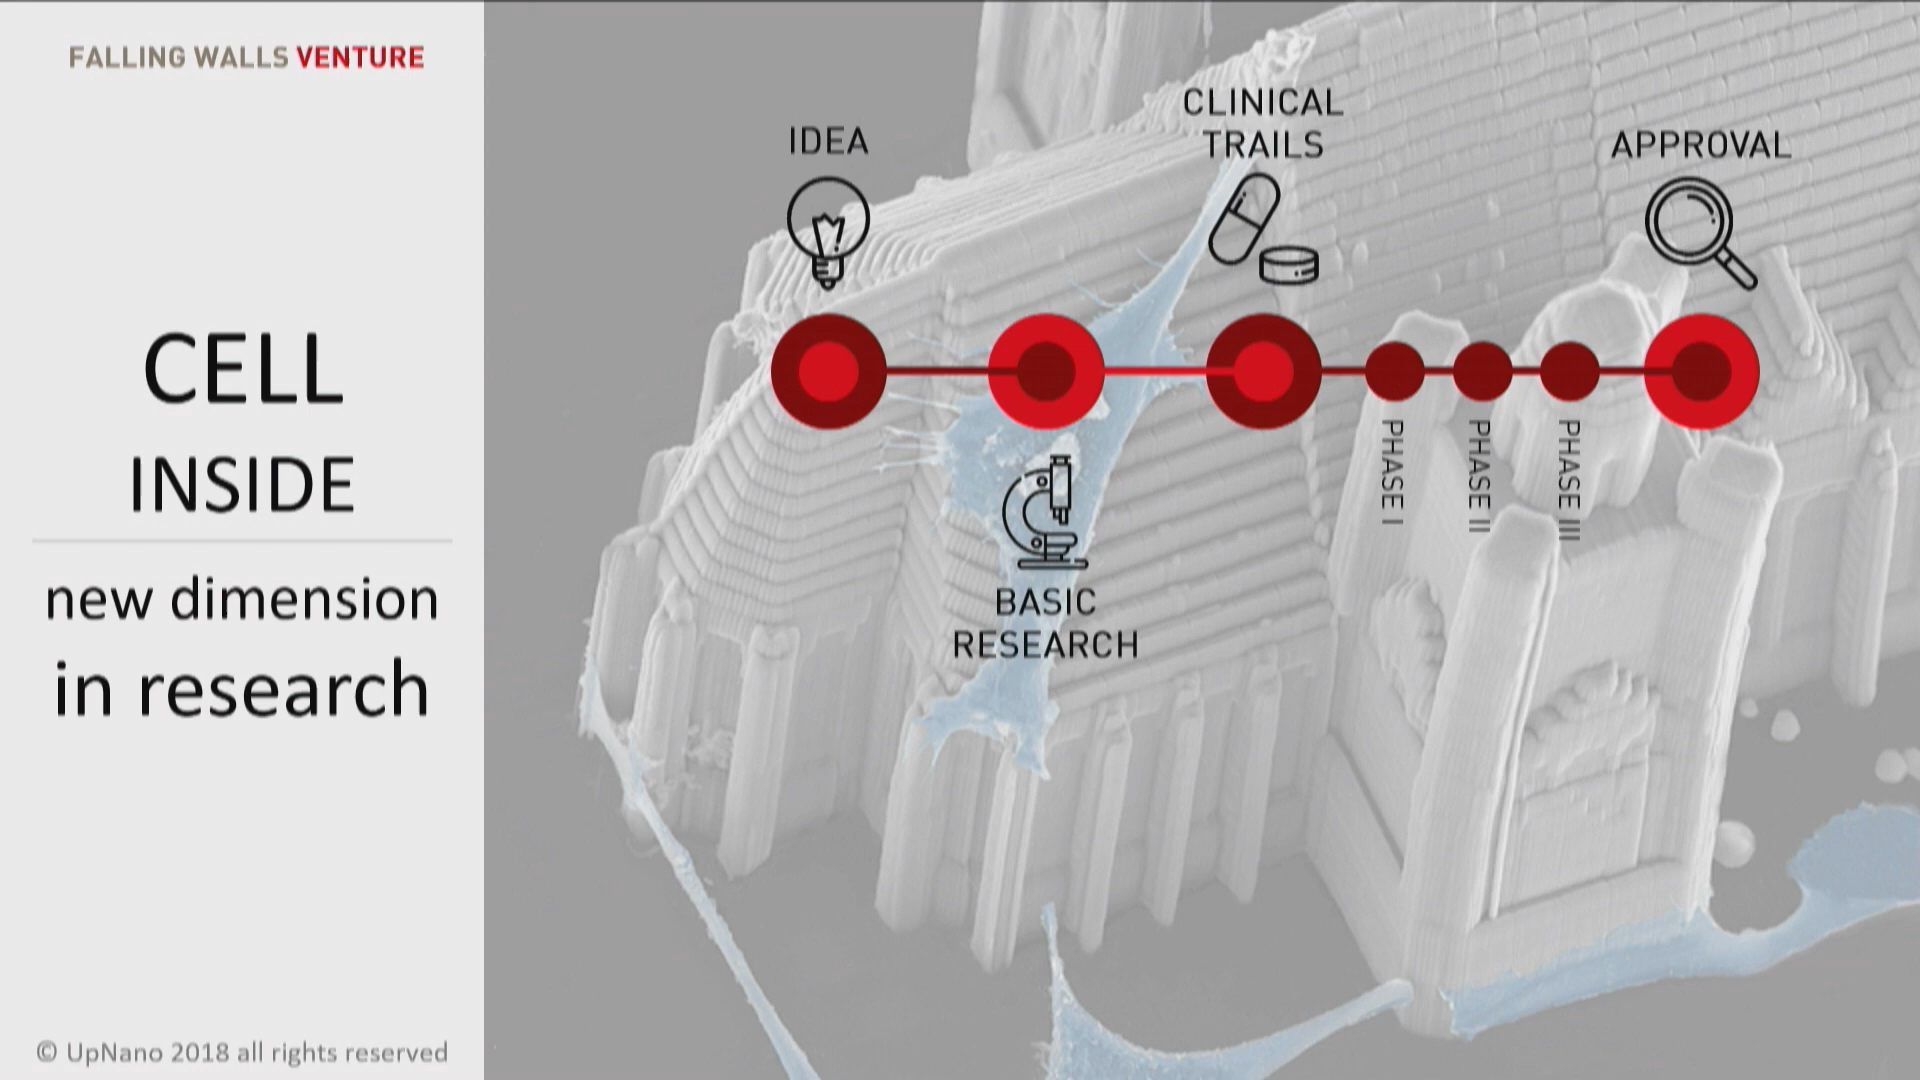 FALLING WALLS VENTURE
CELL
INSIDE
new dimension
in research
© UpNano 2018 all rights reserved
IDEA
CLINICAL
TRAILS
APPROVAL
PHASE I
PHASE II
PHASE III
BASIC
RESEARCH